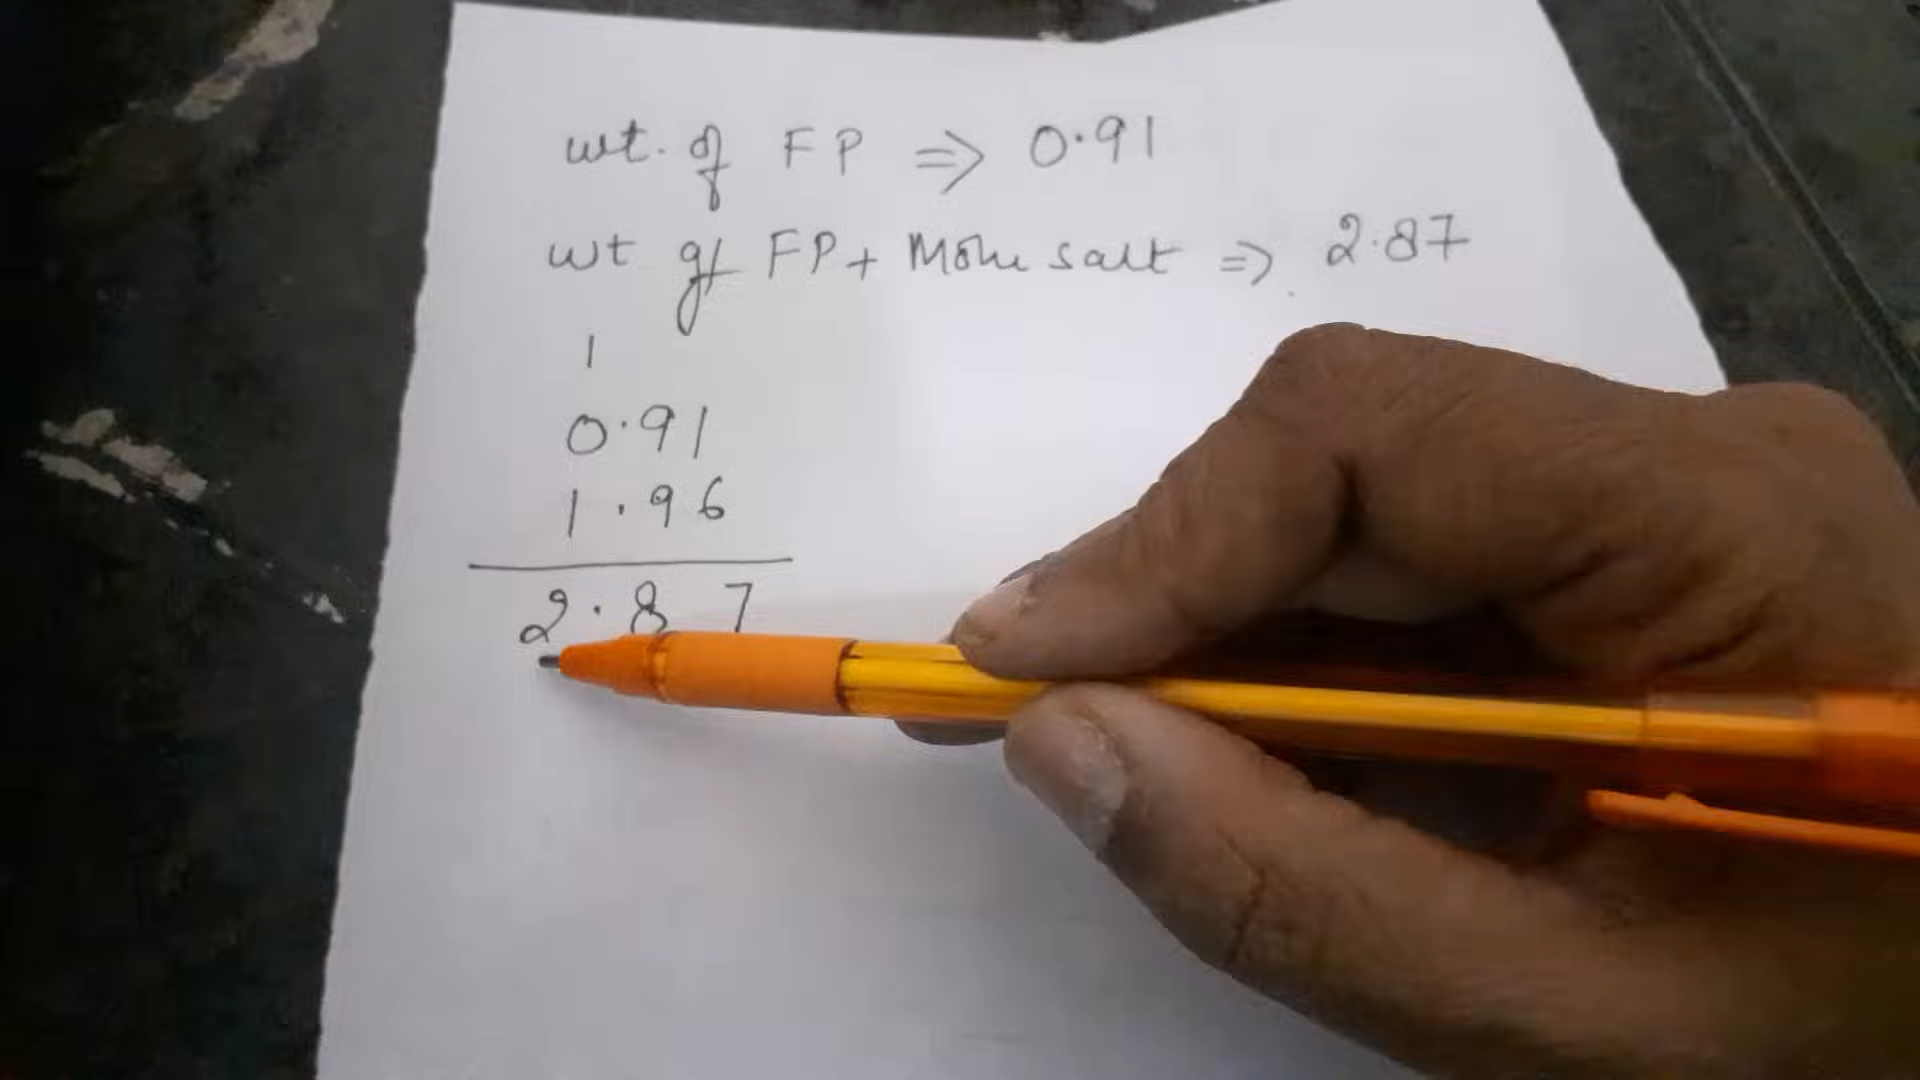 wt. of FP => 0.91
wt of FP + Mohr salt => 2.87
1
0.91
1.96
2.87